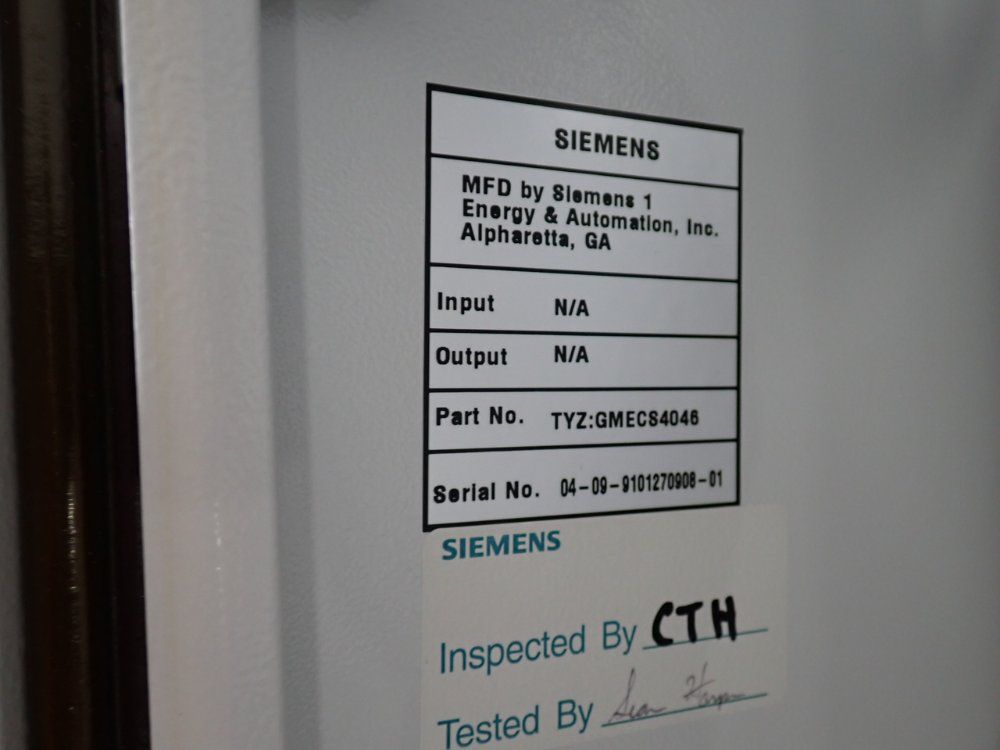 SIEMENS
MFD by Siemens 1
Energy & Automation, Inc.
Alpharetta, GA
Input N/A
Output N/A
Part No. TYZ:GMECS4046
Serial No. 04-09-9101270908-01
SIEMENS
Inspected By CTH
Tested By Sean